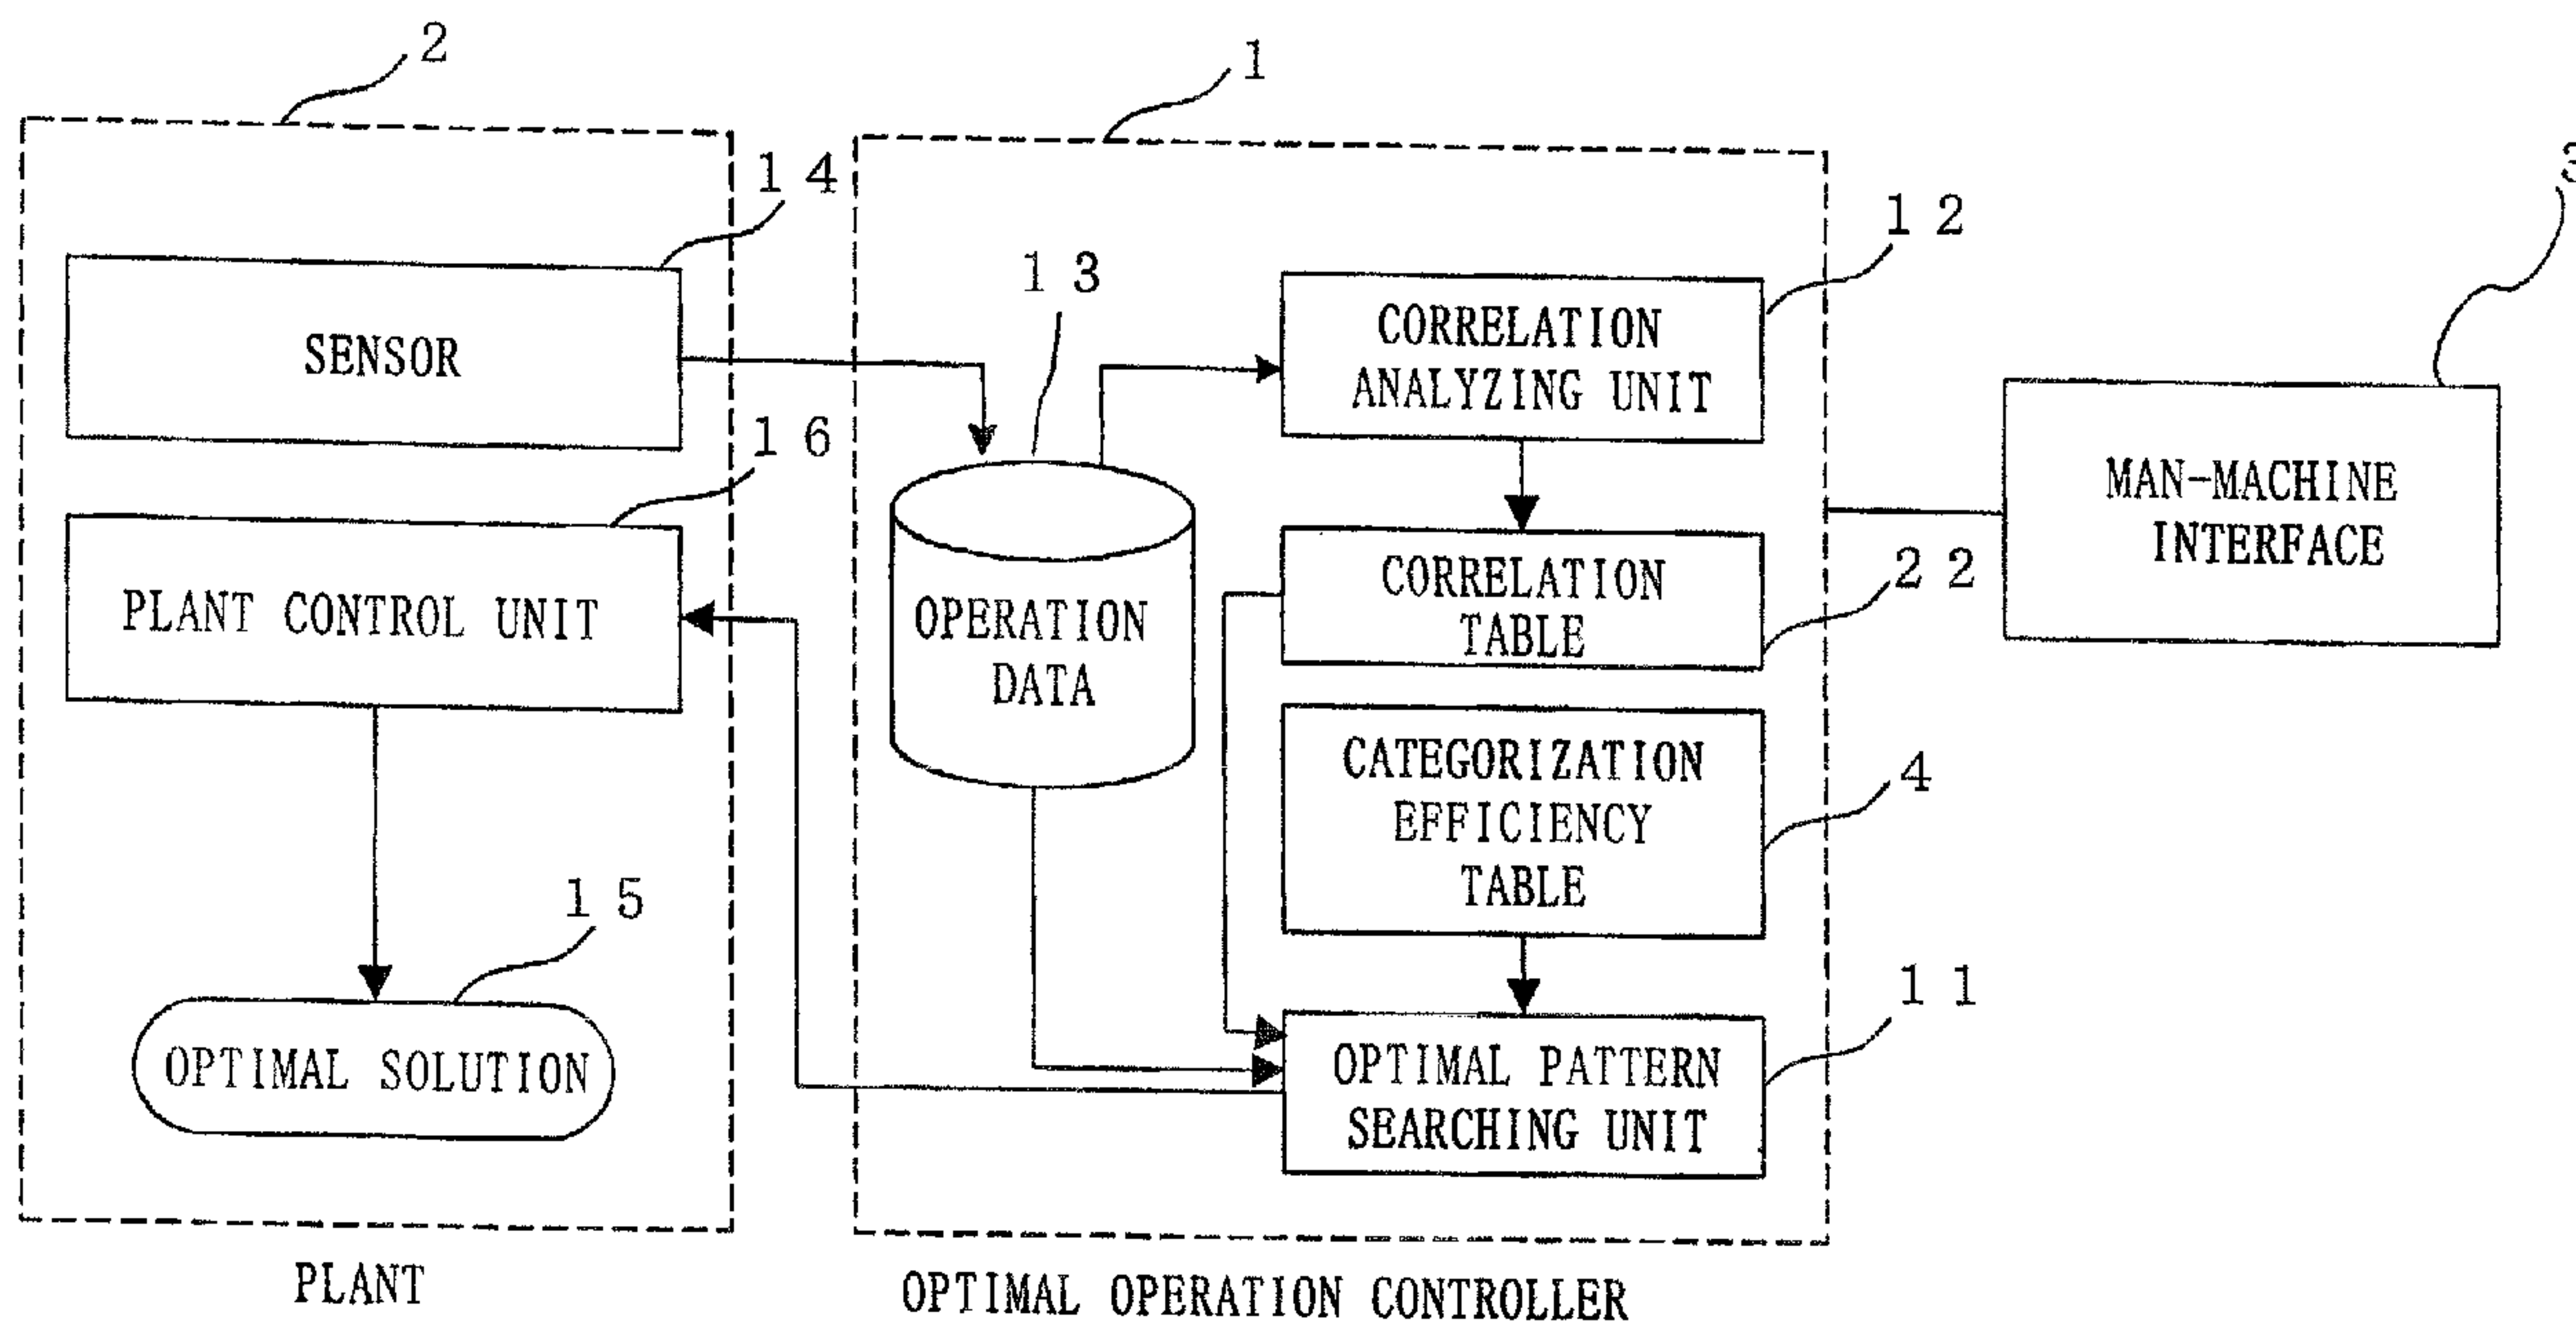 2
1
3
14
SENSOR
16
PLANT CONTROL UNIT
15
OPTIMAL SOLUTION
PLANT
13
OPERATION
DATA
12
CORRELATION
ANALYZING UNIT
22
CORRELATION
TABLE
4
CATEGORIZATION
EFFICIENCY
TABLE
11
OPTIMAL PATTERN
SEARCHING UNIT
OPTIMAL OPERATION CONTROLLER
MAN-MACHINE
INTERFACE